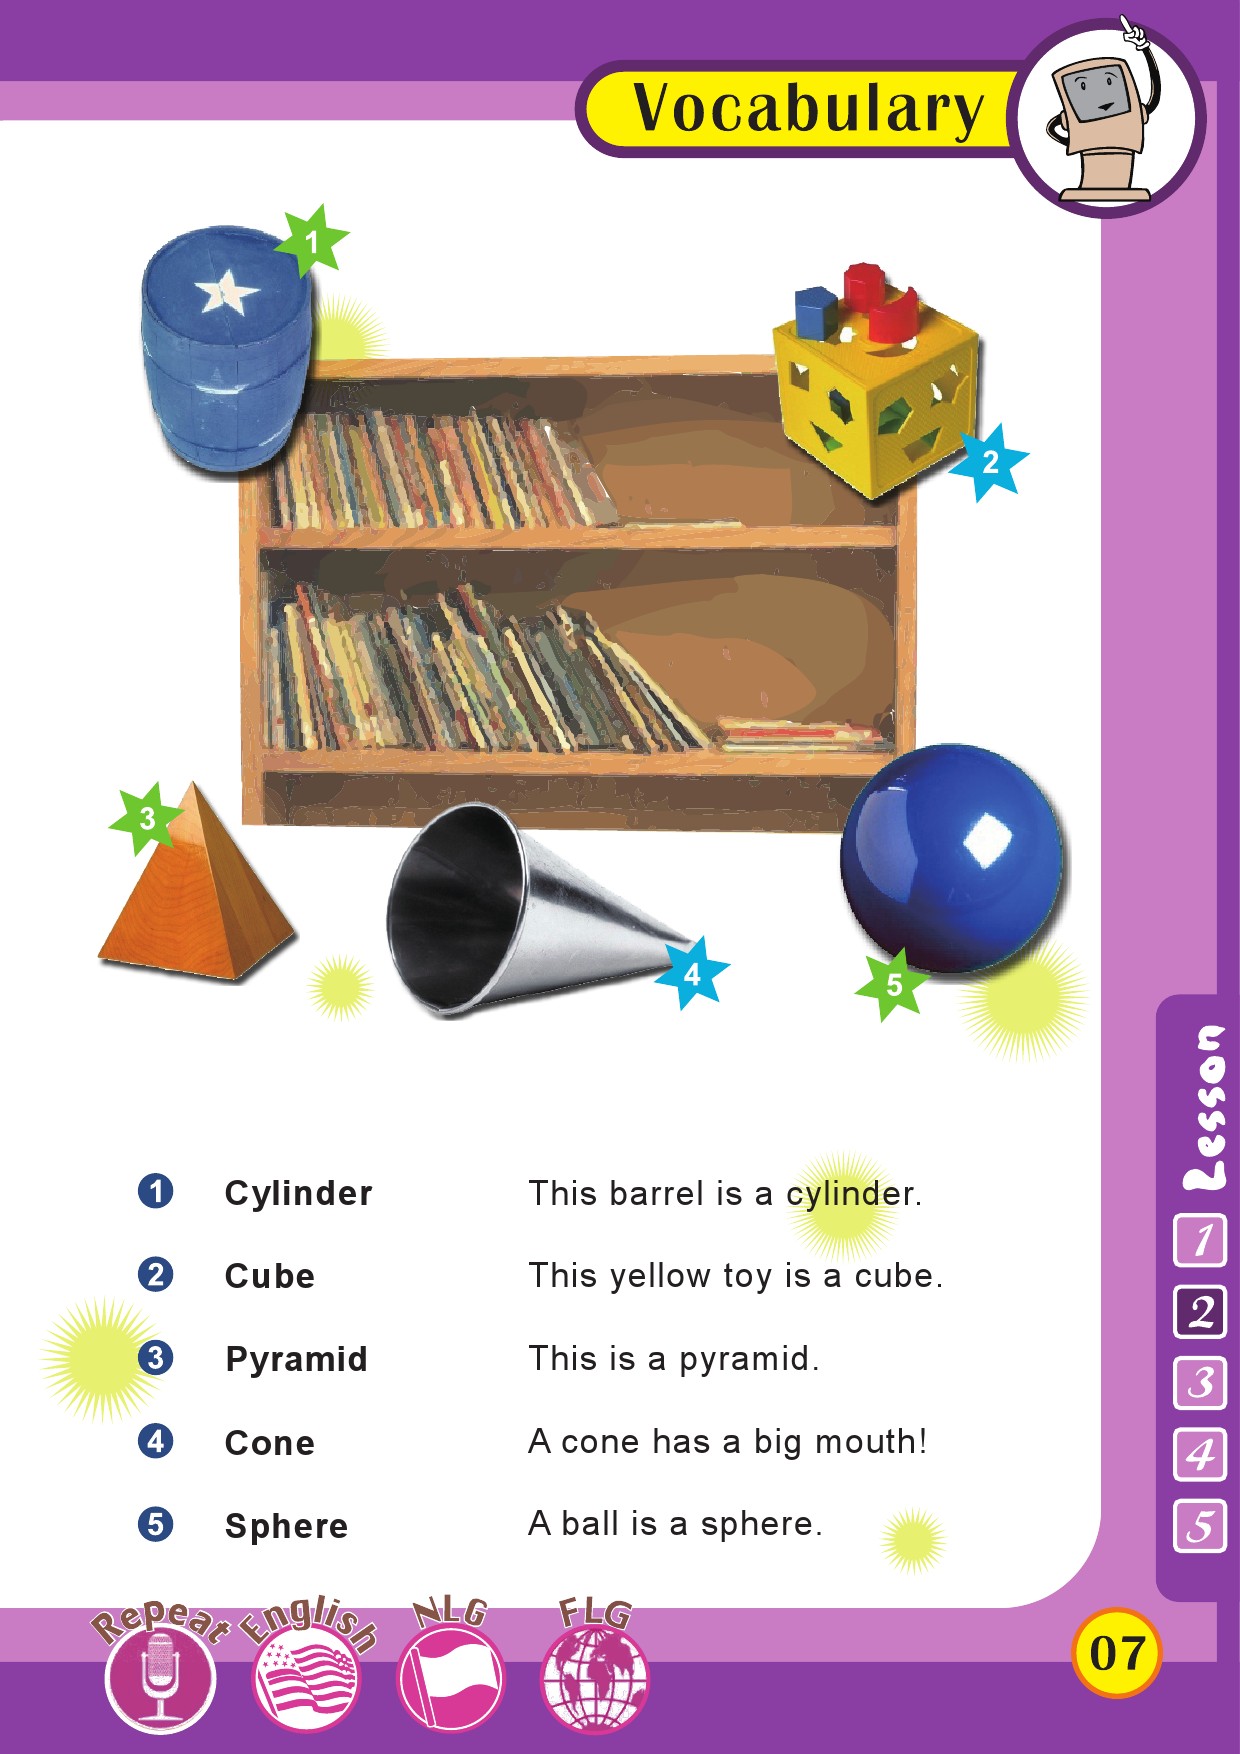 Vocabulary
1
2
3
4
5
1 Cylinder This barrel is a cylinder.
2 Cube This yellow toy is a cube.
3 Pyramid This is a pyramid.
4 Cone A cone has a big mouth!
5 Sphere A ball is a sphere.
Lesson
1
2
3
4
5
Repeat English NLG FLG
07